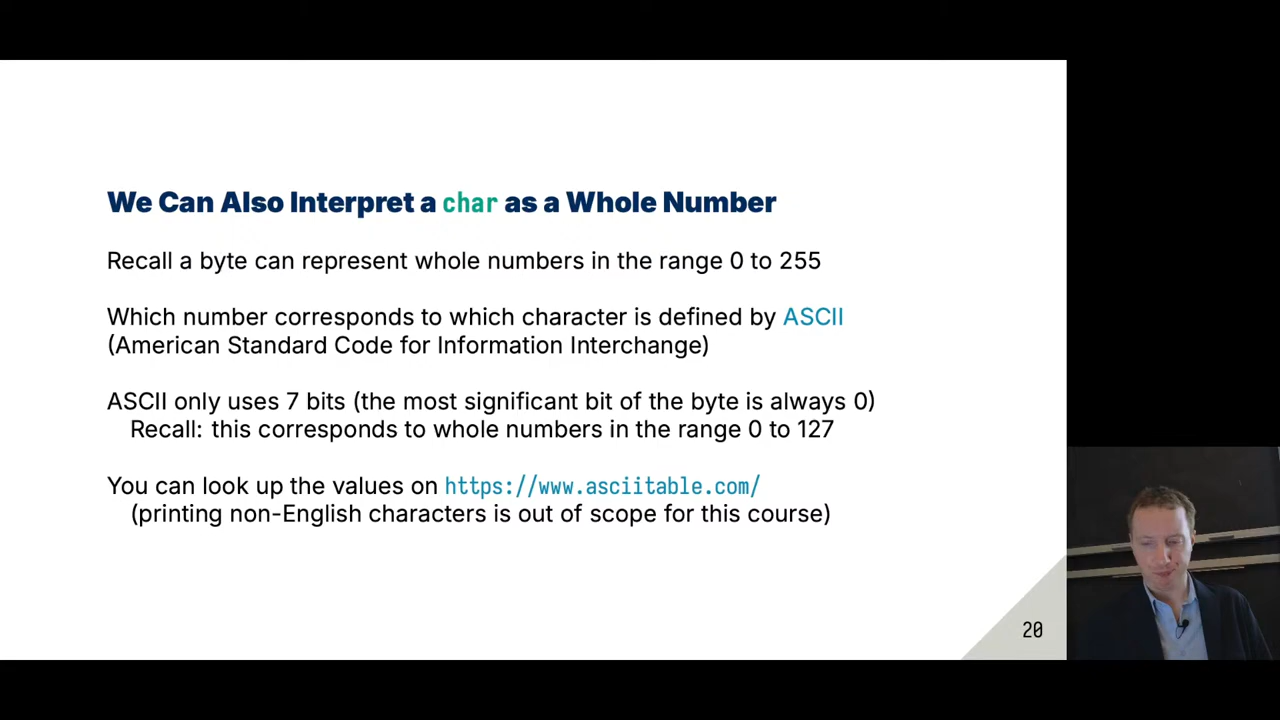 We Can Also Interpret a char as a Whole Number
Recall a byte can represent whole numbers in the range 0 to 255
Which number corresponds to which character is defined by ASCII
(American Standard Code for Information Interchange)
ASCII only uses 7 bits (the most significant bit of the byte is always 0)
Recall: this corresponds to whole numbers in the range 0 to 127
You can look up the values on https://www.asciitable.com/
(printing non-English characters is out of scope for this course)
20